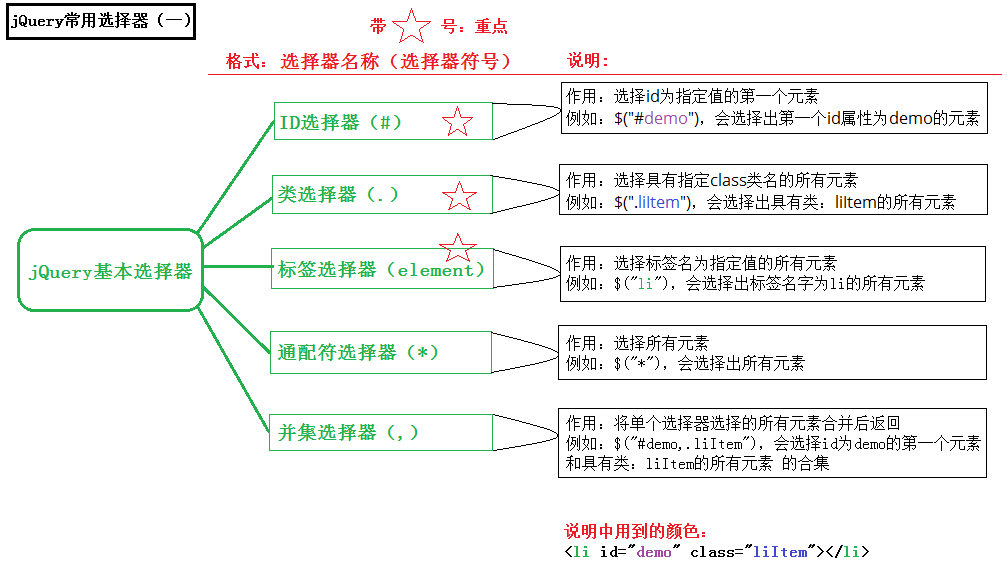 jQuery常用选择器（一）
带 号：重点
格式：选择器名称（选择器符号）
说明：
jQuery基本选择器
ID选择器（#）
作用：选择id为指定值的第一个元素
例如：$("#demo")，会选择出第一个id属性为demo的元素
类选择器（.）
作用：选择具有指定class类名的所有元素
例如：$(".liItem")，会选择出具有类：liItem的所有元素
标签选择器（element）
作用：选择标签名为指定值的所有元素
例如：$("li")，会选择出标签名字为li的所有元素
通配符选择器（*）
作用：选择所有元素
例如：$("*")，会选择出所有元素
并集选择器（,）
作用：将单个选择器选择的所有元素合并后返回
例如：$("#demo,.liItem")，会选择id为demo的第一个元素
和具有类：liItem的所有元素 的合集
说明中用到的颜色：
<li id="demo" class="liItem"></li>